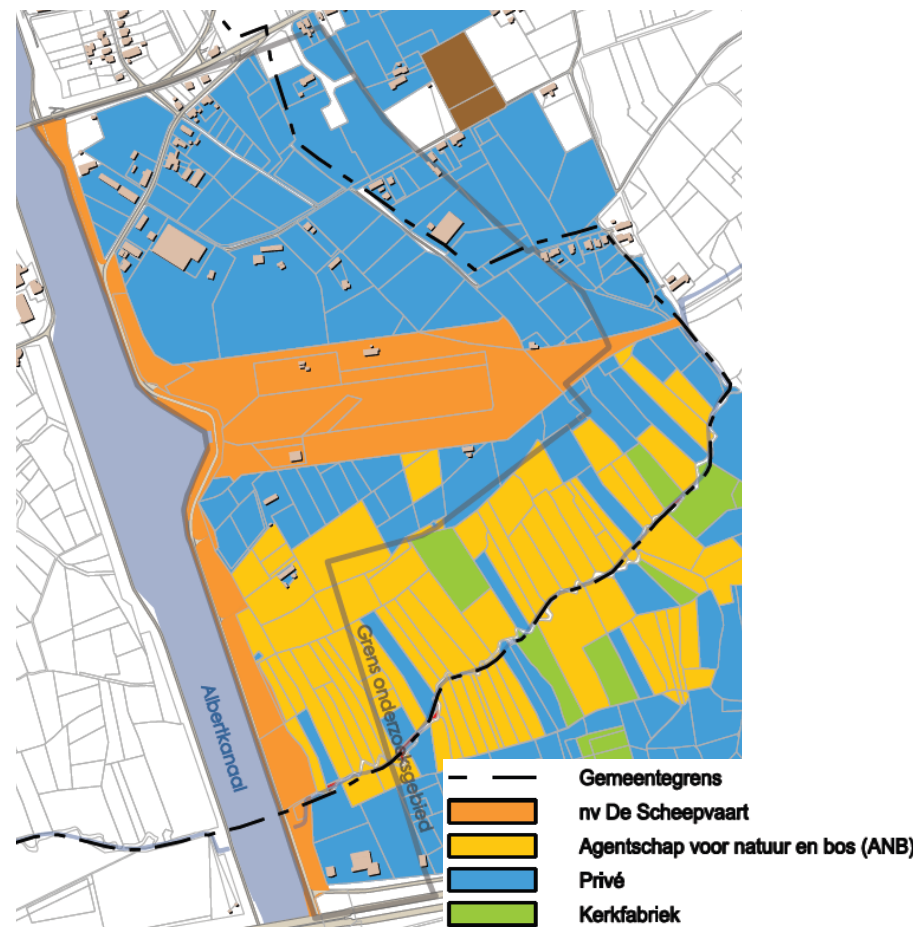 Albertkanaal
Grens onderzoeksgebied
Gemeentegrens
nv De Scheepvaart
Agentschap voor natuur en bos (ANB)
Privé
Kerkfabriek